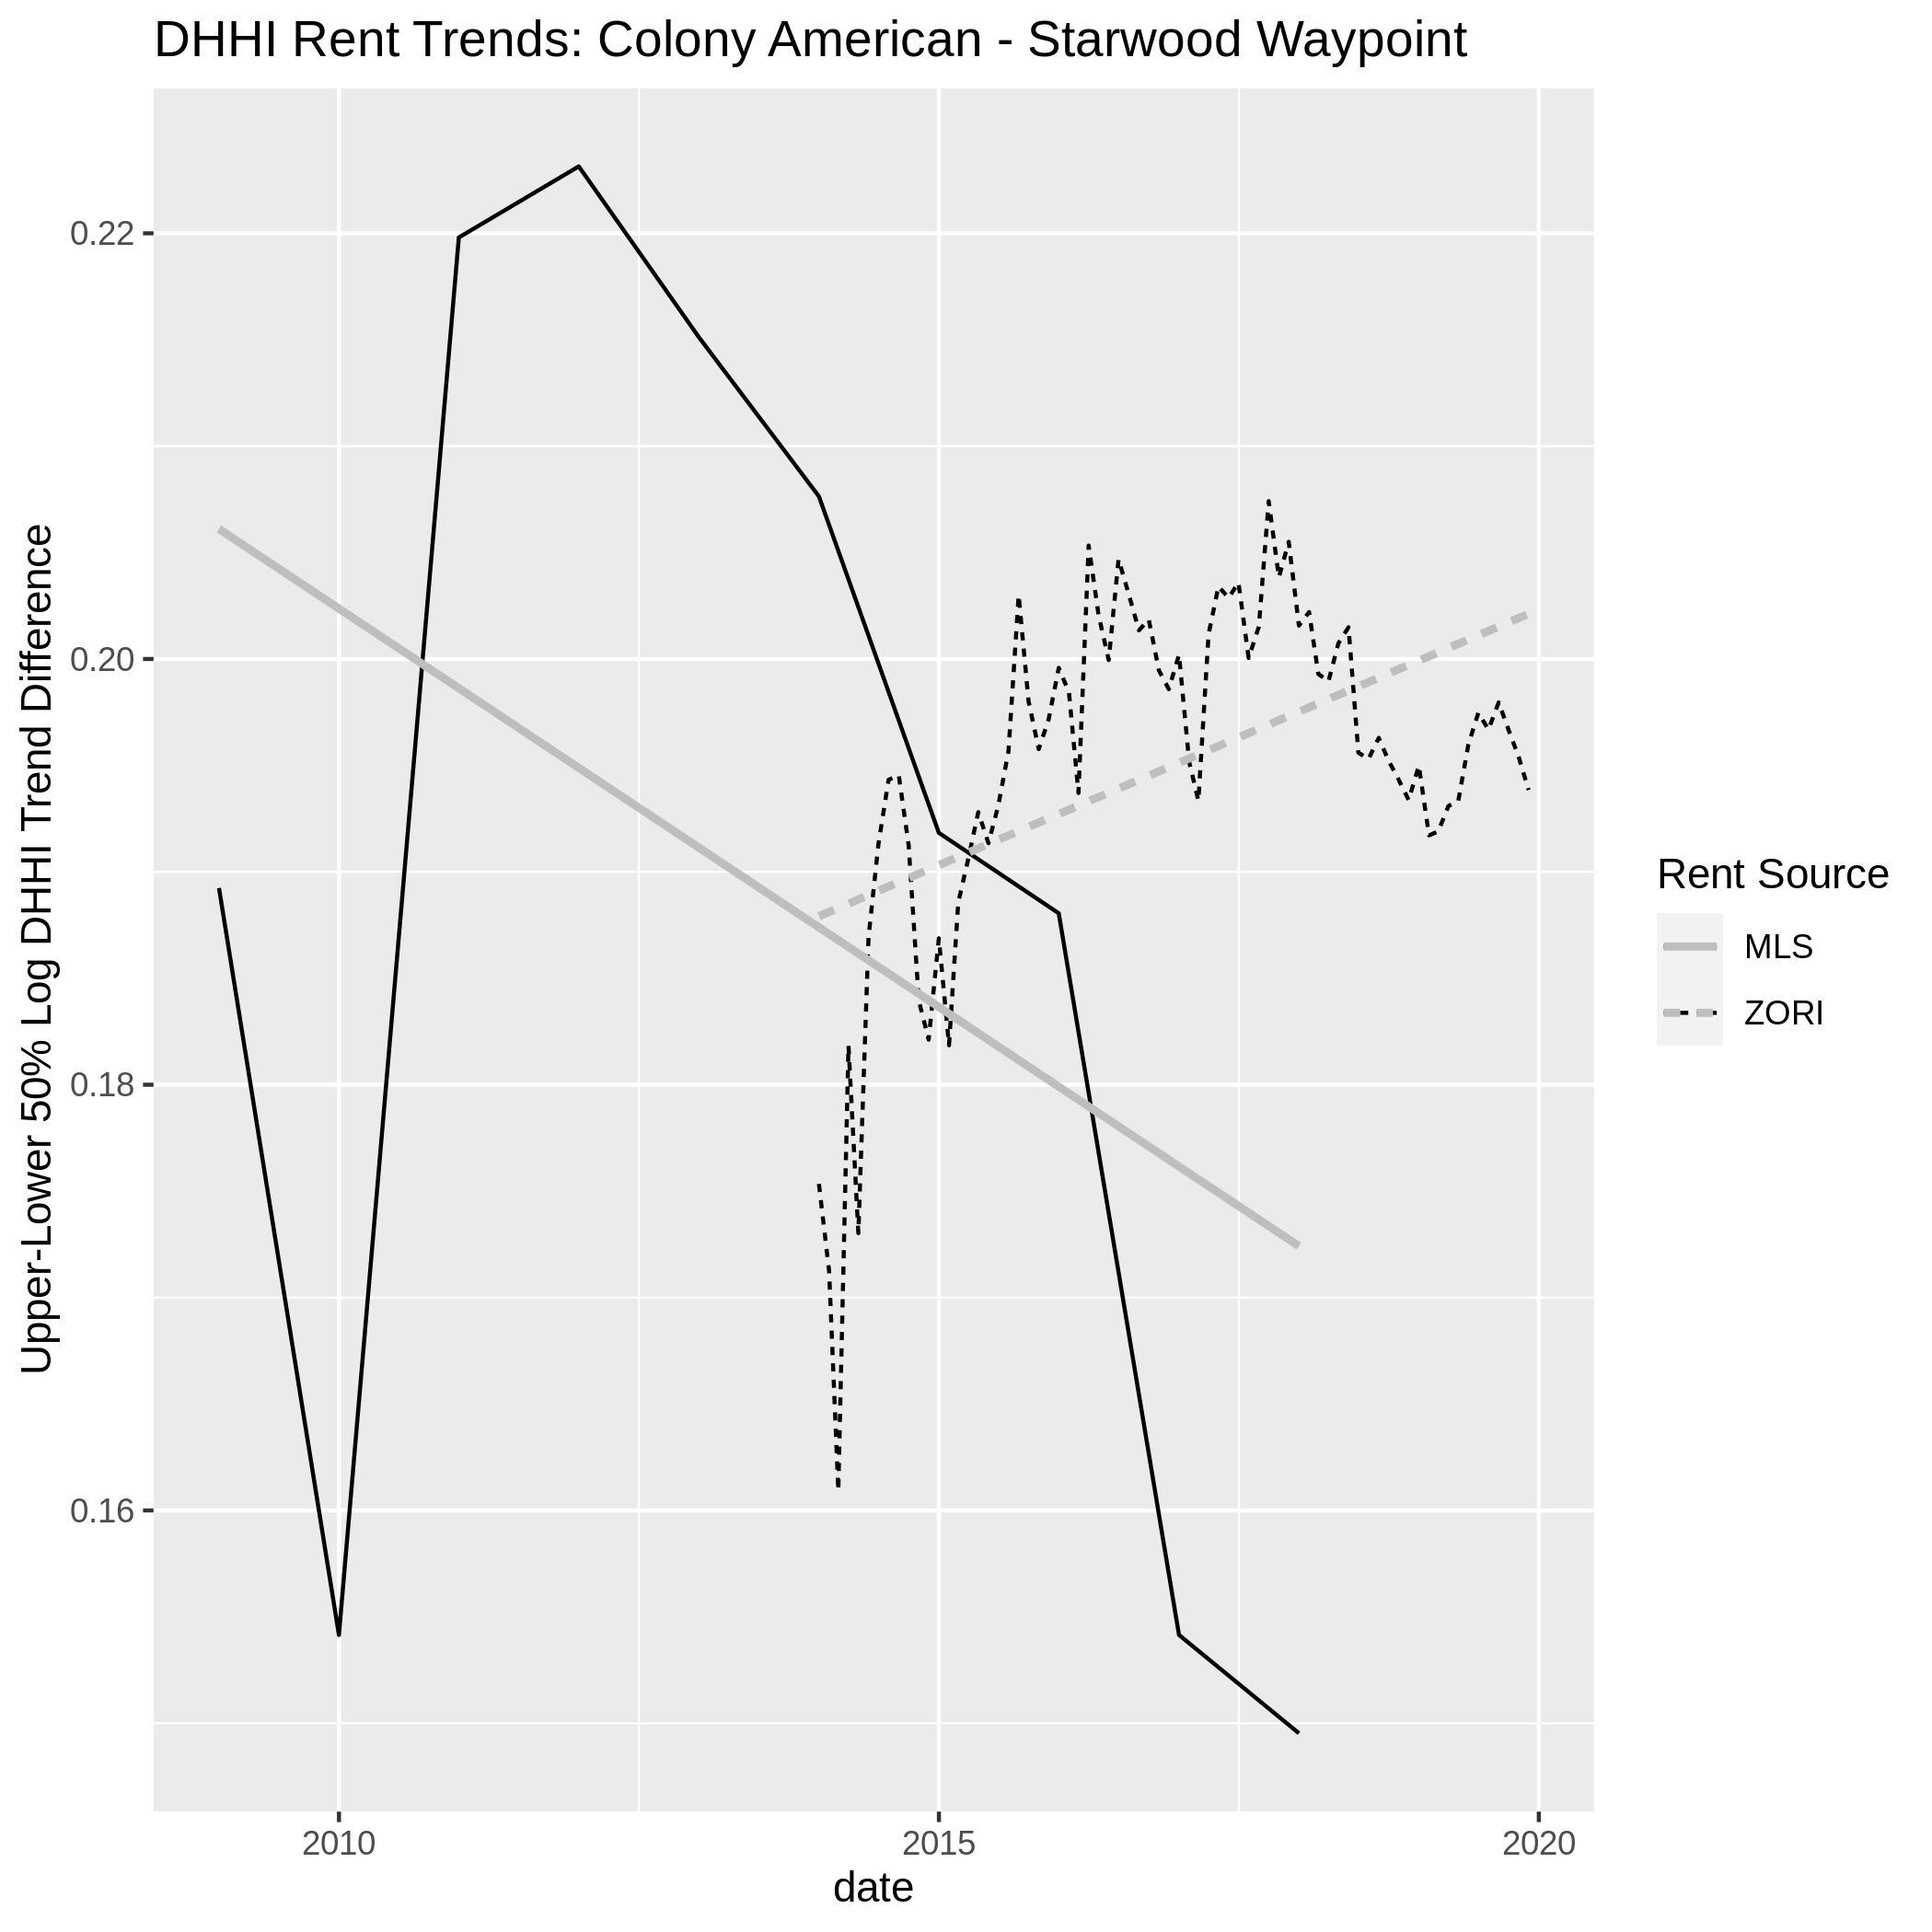 DHHI Rent Trends: Colony American - Starwood Waypoint
Upper-Lower 50% Log DHHI Trend Difference
0.22
0.20
0.18
0.16
2010
2015
2020
date
Rent Source
MLS
ZORI